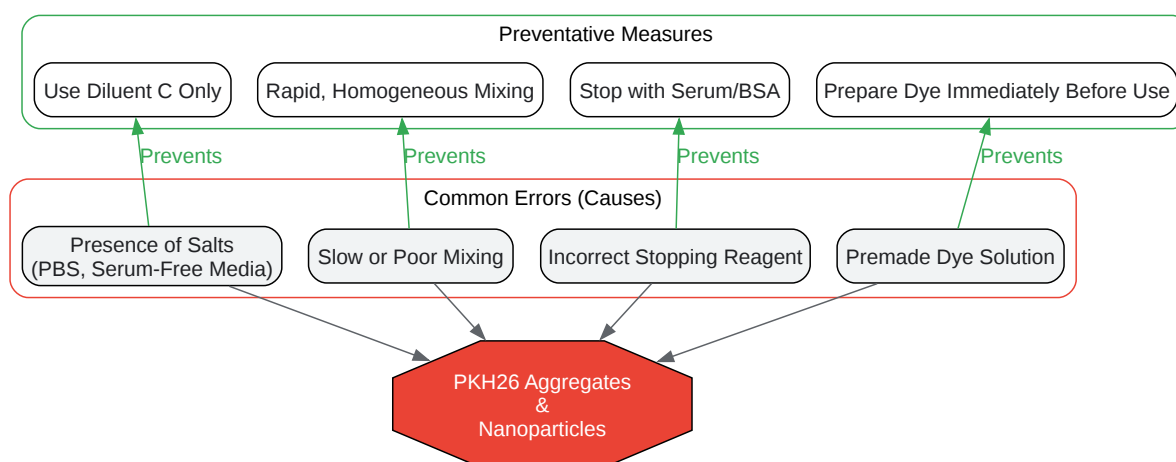 Preventative Measures
Use Diluent C Only
Rapid, Homogeneous Mixing
Stop with Serum/BSA
Prepare Dye Immediately Before Use
Prevents
Prevents
Prevents
Prevents
Common Errors (Causes)
Presence of Salts
(PBS, Serum-Free Media)
Slow or Poor Mixing
Incorrect Stopping Reagent
Premade Dye Solution
PKH26 Aggregates
&
Nanoparticles